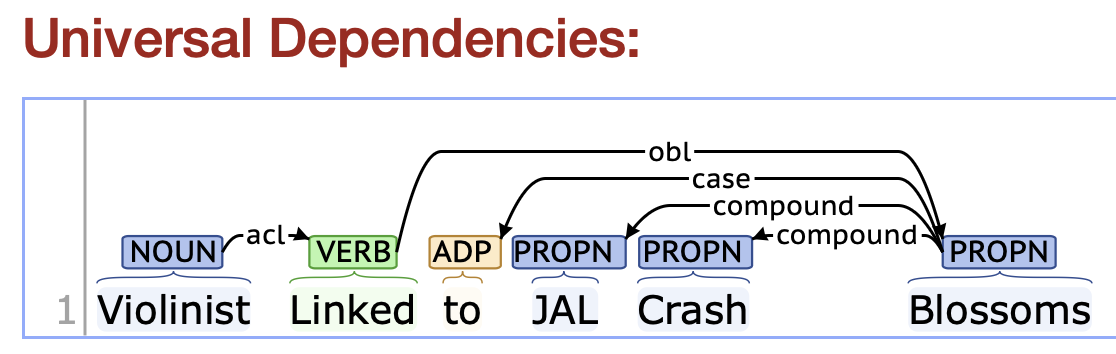 Universal Dependencies:
obl
case
compound
acl compound
NOUN VERB ADP PROPN PROPN PROPN
1 Violinist Linked to JAL Crash Blossoms